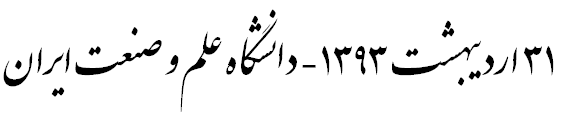 ۳۱ اردیبهشت ۱۳۹۳ - دانشگاه علم و صنعت ایران